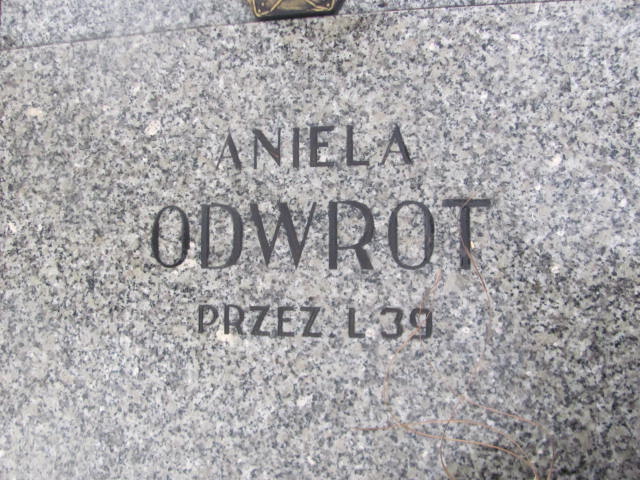 ANIELA
ODWROT
PRZEZ. L 39